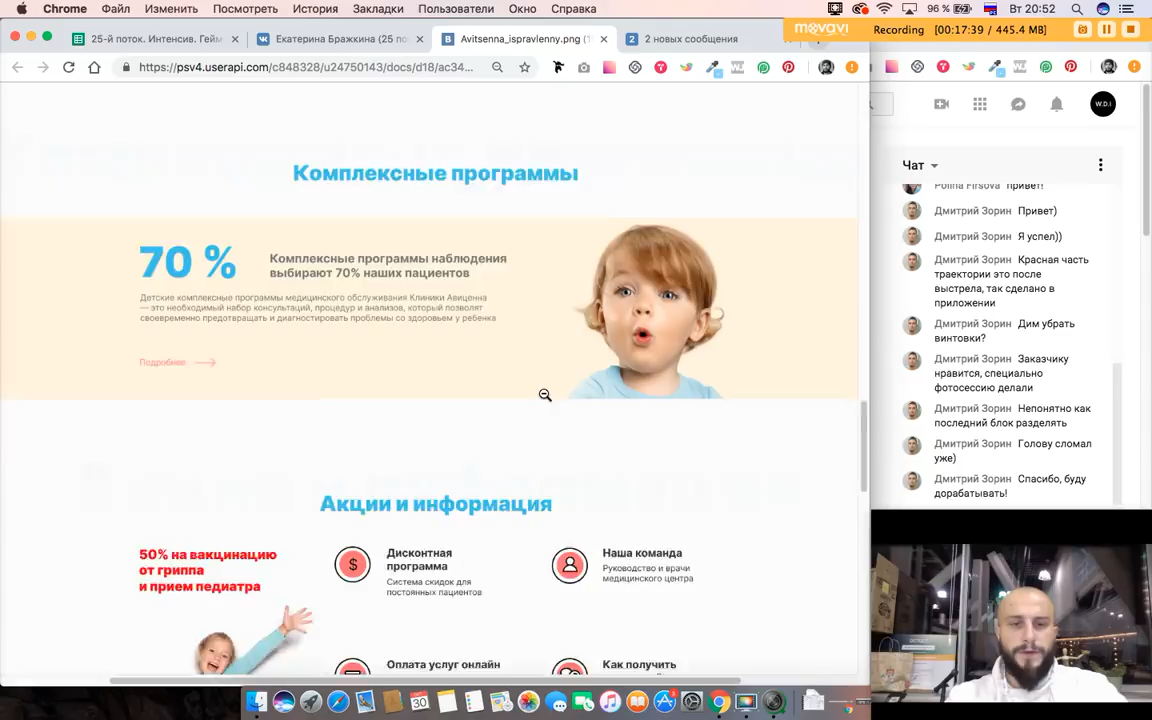 Chrome Файл Изменить Посмотреть История Закладки Пользователи Окно Справка
96 % Вт 20:52
movavi Recording 00:17:39 / 445.4 M
25-й поток. Интенсив. Гейм
Екатерина Бражкина (25 по
Avitsenna_ispravlenny.png (1
2 новых сообщения
https://psv4.userapi.com/c848328/u24750143/docs/d18/ac34...
W.D.I
Комплексные программы
70 %
Комплексные программы наблюдения
выбирают 70% наших пациентов
Детские комплексные программы медицинского обслуживания Клиники Авиценна
— это необходимый набор консультаций, процедур и анализов, который позволят
своевременно предотвращать и диагностировать проблемы со здоровьем у ребенка
Подробнее
Акции и информация
50% на вакцинацию
от гриппа
и прием педиатра
$
Дисконтная
программа
Система скидок для
постоянных пациентов
Наша команда
Руководство и врачи
медицинского центра
Оплата услуг онлайн
Как получить
Чат
Polina Firsova привет!
Дмитрий Зорин Привет)
Дмитрий Зорин Я успел))
Дмитрий Зорин Красная часть
траектории это после
выстрела, так сделано в
приложении
Дмитрий Зорин Дим убрать
винтовки?
Дмитрий Зорин Заказчику
нравится, специально
фотосессию делали
Дмитрий Зорин Непонятно как
последний блок разделять
Дмитрий Зорин Голову сломал
уже)
Дмитрий Зорин Спасибо, буду
дорабатывать!
30